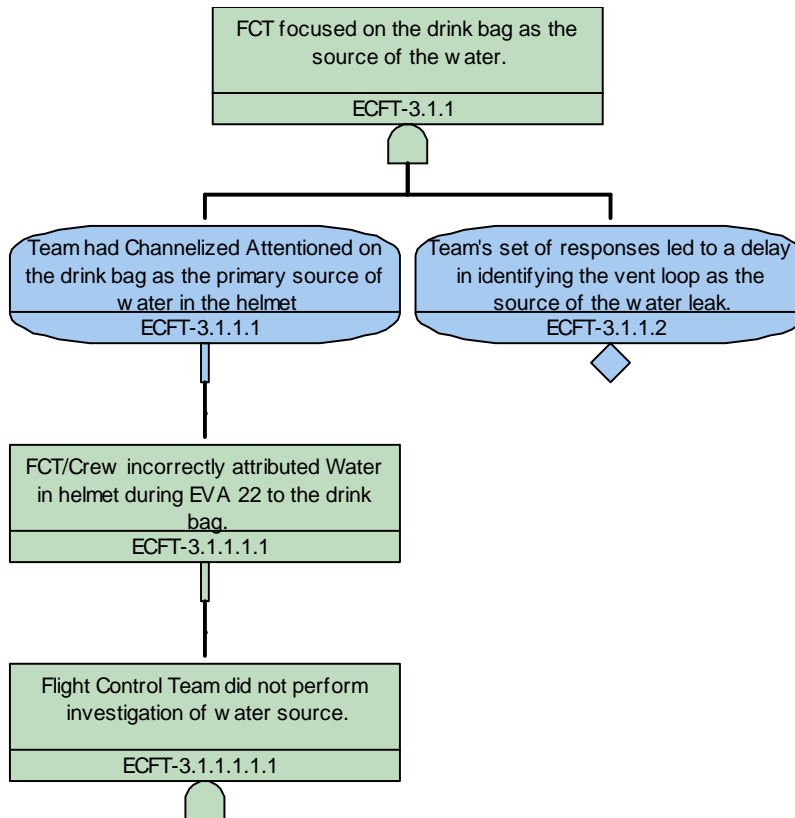 FCT focused on the drink bag as the
source of the water.
ECFT-3.1.1
Team had Channelized Attentioned on
the drink bag as the primary source of
water in the helmet
ECFT-3.1.1.1
Team's set of responses led to a delay
in identifying the vent loop as the
source of the water leak.
ECFT-3.1.1.2
FCT/Crew incorrectly attributed Water
in helmet during EVA 22 to the drink
bag.
ECFT-3.1.1.1.1
Flight Control Team did not perform
investigation of water source.
ECFT-3.1.1.1.1.1